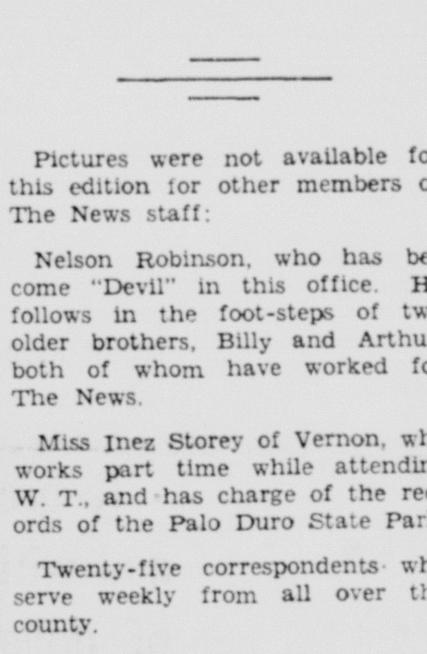 Pictures were not available fo
this edition for other members o
The News staff:
Nelson Robinson, who has be
come "Devil" in this office. H
follows in the foot-steps of tw
older brothers, Billy and Arthu
both of whom have worked fo
The News.
Miss Inez Storey of Vernon, wh
works part time while attendin
W. T., and has charge of the rec
ords of the Palo Duro State Par
Twenty-five correspondents wh
serve weekly from all over th
county.